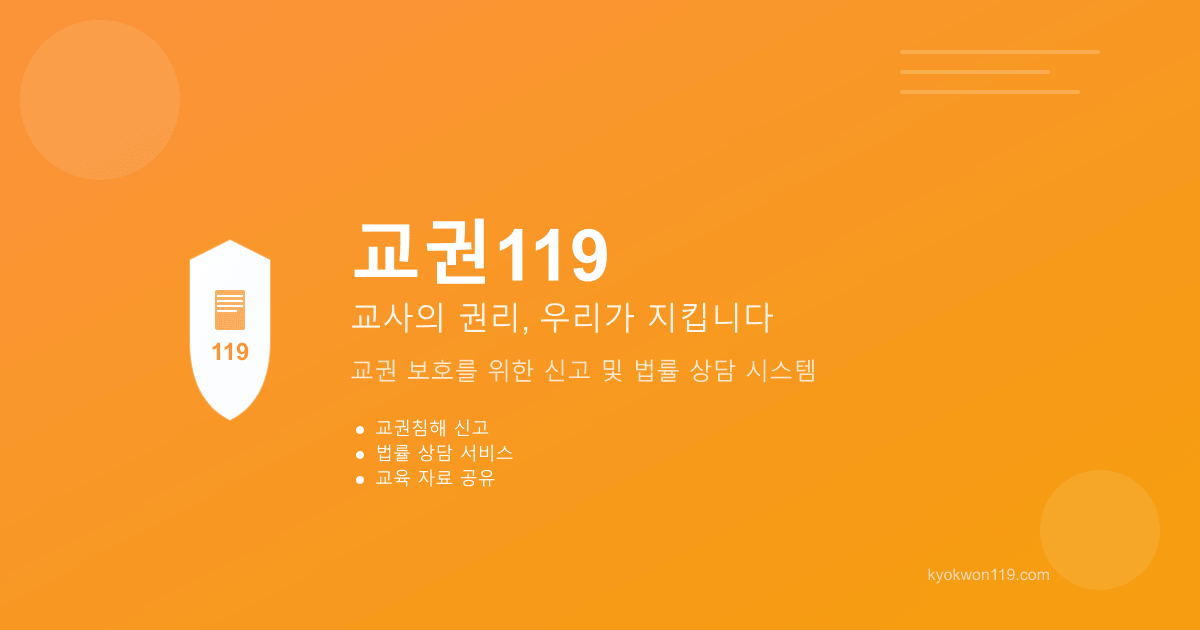 교권119
교사의 권리, 우리가 지킵니다
119
교권 보호를 위한 신고 및 법률 상담 시스템
● 교권침해 신고
● 법률 상담 서비스
● 교육 자료 공유
kyokwon119.com